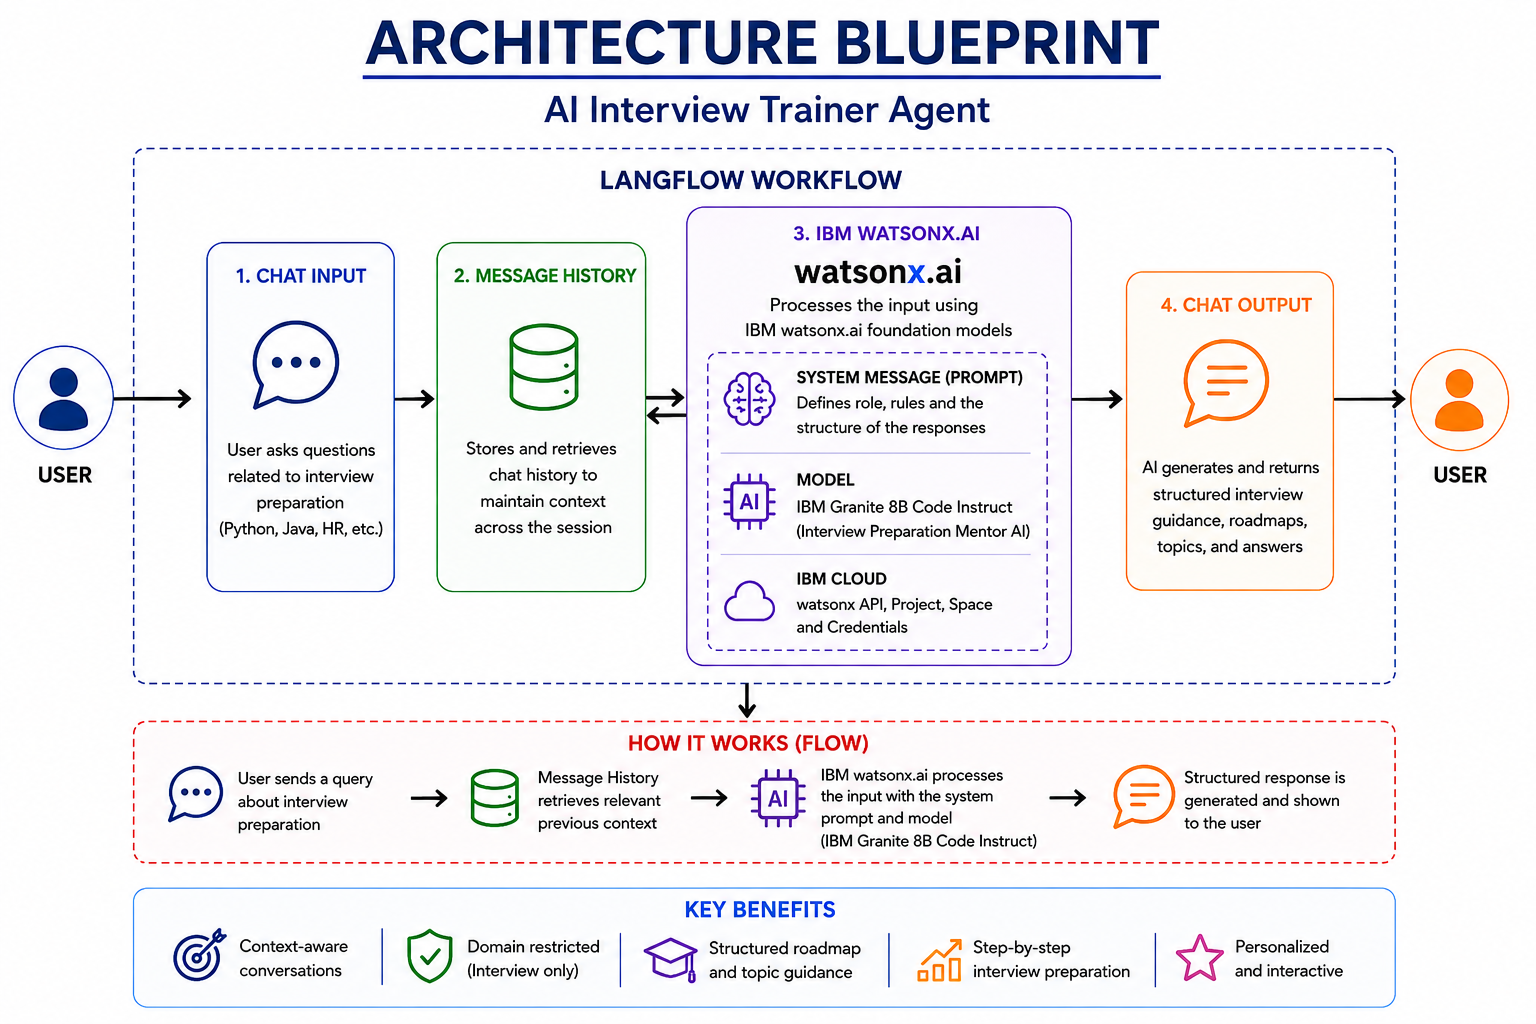 ARCHITECTURE BLUEPRINT
AI Interview Trainer Agent
LANGFLOW WORKFLOW
USER
1. CHAT INPUT
User asks questions
related to interview
preparation
(Python, Java, HR, etc.)
2. MESSAGE HISTORY
Stores and retrieves
chat history to
maintain context
across the session
3. IBM WATSONX.AI
watsonx.ai
Processes the input using
IBM watsonx.ai foundation models
SYSTEM MESSAGE (PROMPT)
Defines role, rules and the
structure of the responses
AI
MODEL
IBM Granite 8B Code Instruct
(Interview Preparation Mentor AI)
IBM CLOUD
watsonx API, Project, Space
and Credentials
4. CHAT OUTPUT
AI generates and returns
structured interview
guidance, roadmaps,
topics, and answers
USER
HOW IT WORKS (FLOW)
User sends a query
about interview
preparation
Message History
retrieves relevant
previous context
AI
IBM watsonx.ai processes
the input with the system
prompt and model
(IBM Granite 8B Code Instruct)
Structured response is
generated and shown
to the user
KEY BENEFITS
Context-aware
conversations
Domain restricted
(Interview only)
Structured roadmap
and topic guidance
Step-by-step
interview preparation
Personalized
and interactive